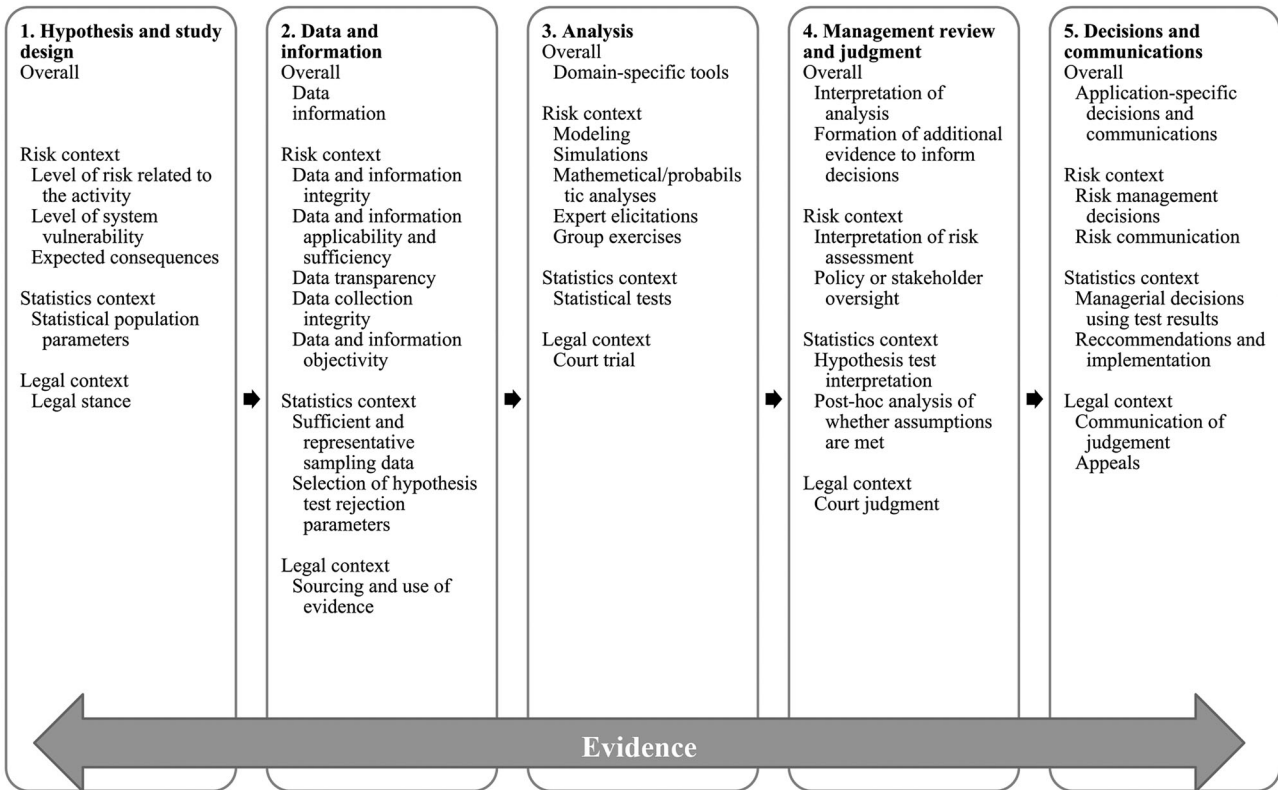 1. Hypothesis and study
design
Overall
Risk context
Level of risk related to
the activity
Level of system
vulnerability
Expected consequences
Statistics context
Statistical population
parameters
Legal context
Legal stance
2. Data and
information
Overall
Data
information
Risk context
Data and information
integrity
Data and information
applicability and
sufficiency
Data transparency
Data collection
integrity
Data and information
objectivity
Statistics context
Sufficient and
representative
sampling data
Selection of hypothesis
test rejection
parameters
Legal context
Sourcing and use of
evidence
3. Analysis
Overall
Domain-specific tools
Risk context
Modeling
Simulations
Mathemetical/probabils
tic analyses
Expert elicitations
Group exercises
Statistics context
Statistical tests
Legal context
Court trial
4. Management review
and judgment
Overall
Interpretation of
analysis
Formation of additional
evidence to inform
decisions
Risk context
Interpretation of risk
assessment
Policy or stakeholder
oversight
Statistics context
Hypothesis test
interpretation
Post-hoc analysis of
whether assumptions
are met
Legal context
Court judgment
5. Decisions and
communications
Overall
Application-specific
decisions and
communications
Risk context
Risk management
decisions
Risk communication
Statistics context
Managerial decisions
using test results
Reccommendations and
implementation
Legal context
Communication of
judgement
Appeals
Evidence